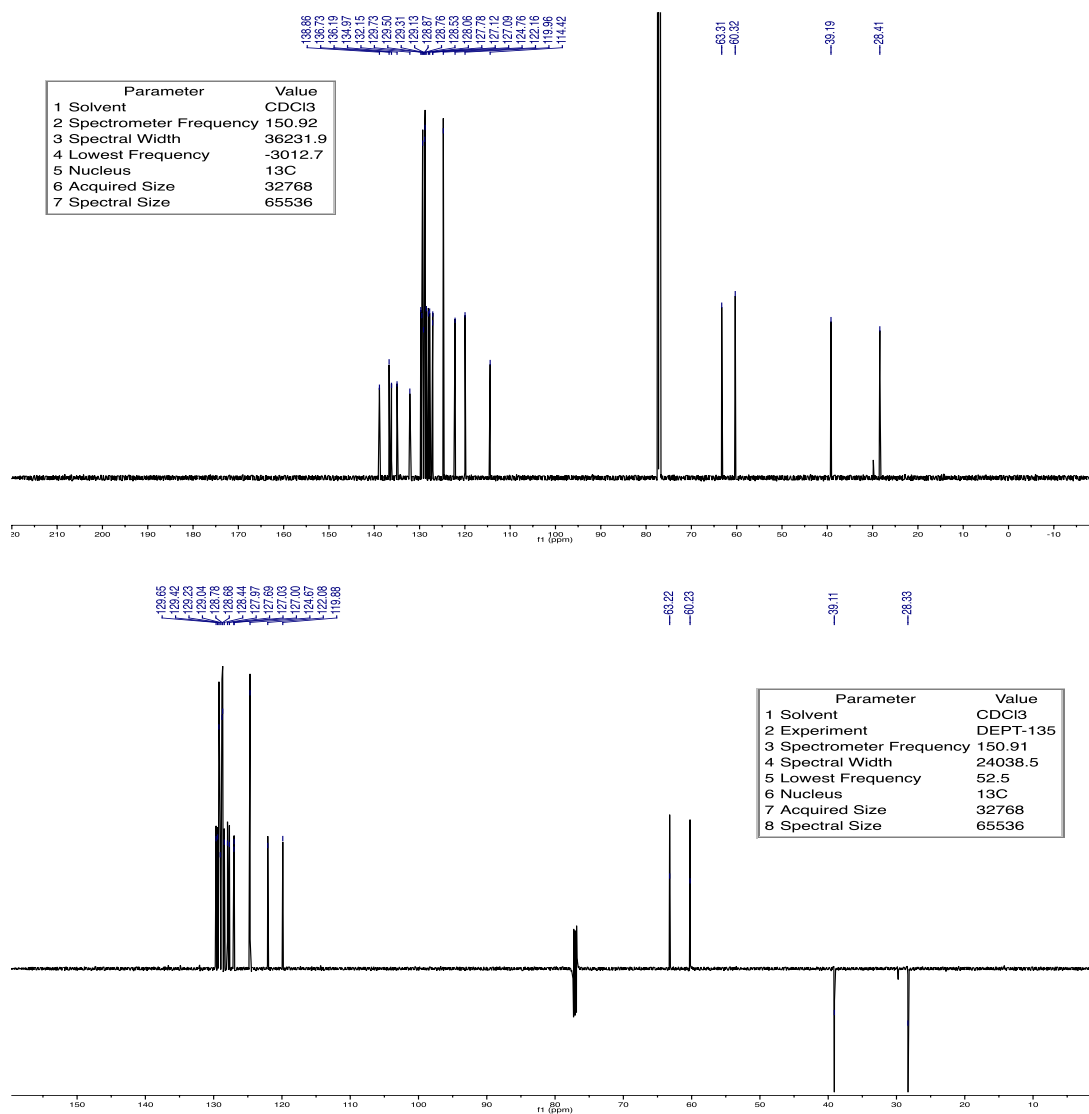 138.86
136.73
136.19
134.97
132.15
129.73
129.50
129.31
129.13
128.87
128.76
128.53
128.06
127.78
127.12
127.09
124.76
122.16
119.96
114.42
63.31
60.32
39.19
28.41
Parameter Value
1 Solvent CDCl3
2 Spectrometer Frequency 150.92
3 Spectral Width 36231.9
4 Lowest Frequency -3012.7
5 Nucleus 13C
6 Acquired Size 32768
7 Spectral Size 65536
20 210 200 190 180 170 160 150 140 130 120 110 100 90 80 70 60 50 40 30 20 10 0 -10
f1 (ppm)
129.65
129.42
129.23
129.04
128.78
128.68
128.44
127.97
127.69
127.03
127.00
124.67
122.08
119.88
63.22
60.23
39.11
28.33
Parameter Value
1 Solvent CDCl3
2 Experiment DEPT-135
3 Spectrometer Frequency 150.91
4 Spectral Width 24038.5
5 Lowest Frequency 52.5
6 Nucleus 13C
7 Acquired Size 32768
8 Spectral Size 65536
150 140 130 120 110 100 90 80 70 60 50 40 30 20 10
f1 (ppm)